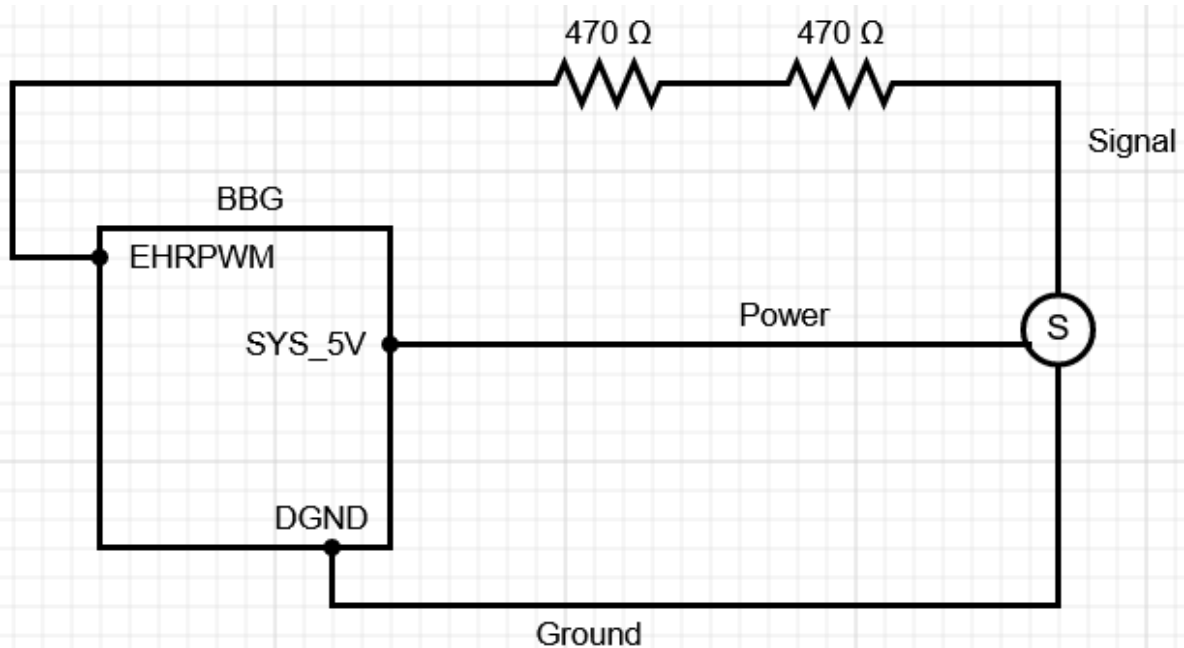 470 Ω
470 Ω
Signal
BBG
EHRPWM
Power
S
SYS_5V
DGND
Ground